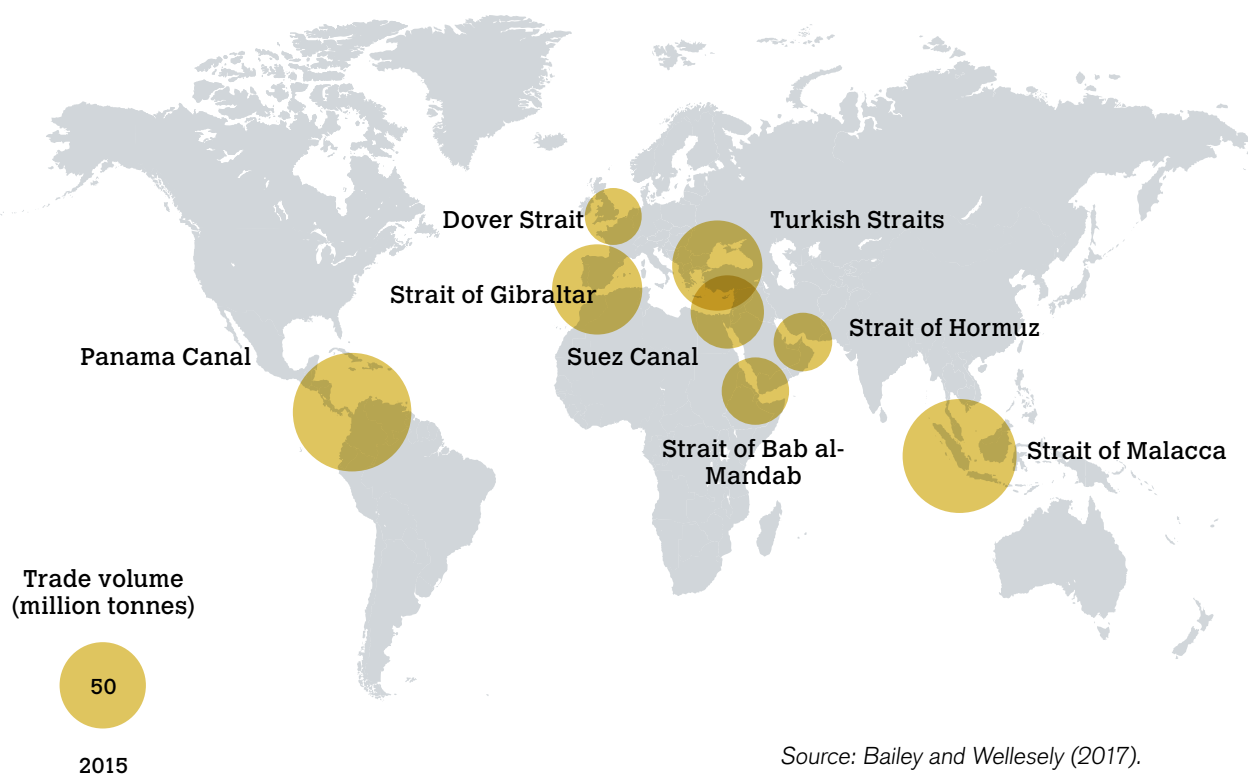 Dover Strait
Turkish Straits
Strait of Gibraltar
Strait of Hormuz
Panama Canal
Suez Canal
Strait of Bab al-
Mandab
Strait of Malacca
Trade volume
(million tonnes)
50
2015
Source: Bailey and Wellesely (2017).